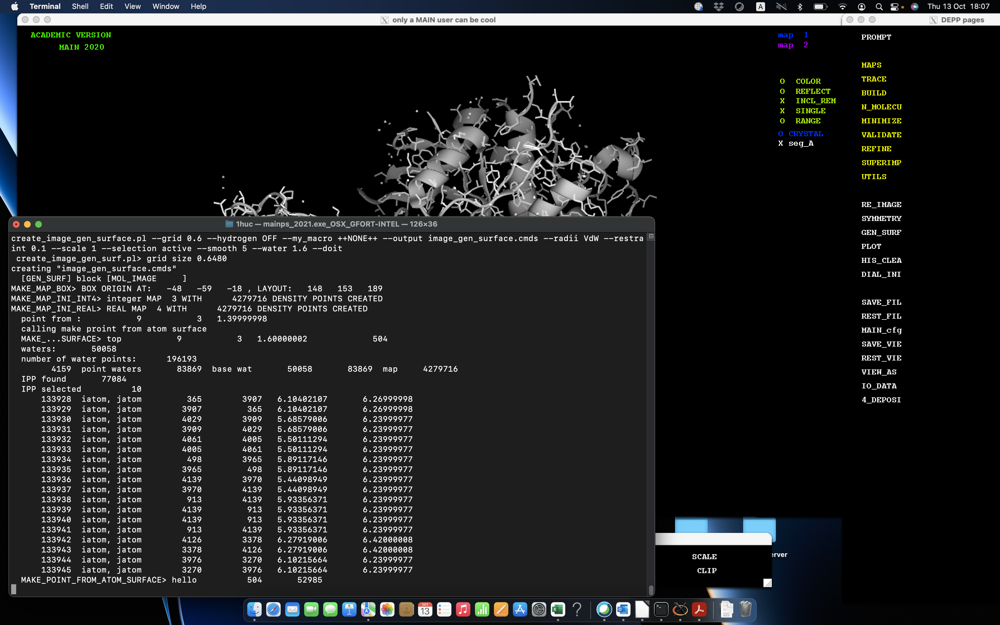 Terminal Shell Edit View Window Help
A
Thu 13 Oct 18:07
only a MAIN user can be cool
DEPP pages
ACADEMIC VERSION
MAIN 2020
map 1
map 2
O COLOR
O REFLECT
X INCL_REM
X SINGLE
O RANGE
O CRYSTAL
X seg_A
PROMPT
MAPS
TRACE
BUILD
N_MOLECU
MINIMIZE
VALIDATE
REFINE
SUPERIMP
UTILS
RE_IMAGE
SYMMETRY
GEN_SURF
PLOT
HIS_CLEA
DIAL_INI
SAVE_FIL
REST_FIL
MAIN_cfg
SAVE_VIE
REST_VIE
VIEW_AS
IO_DATA
4_DEPOSI
1huc — mainps_2021.exe_OSX_GFORT-INTEL — 126×36
create_image_gen_surface.pl --grid 0.6 --hydrogen OFF --my_macro ++NONE++ --output image_gen_surface.cmds --radii VdW --restra
int 0.1 --scale 1 --selection active --smooth 5 --water 1.6 --doit
create_image_gen_surf.pl> grid size 0.6480
creating "image_gen_surface.cmds"
[GEN_SURF] block [MOL_IMAGE ]
MAKE_MAP_BOX> BOX ORIGIN AT: -48 -59 -18 , LAYOUT: 148 153 189
MAKE_MAP_INI_INT4> integer MAP 3 WITH 4279716 DENSITY POINTS CREATED
MAKE_MAP_INI_REAL> REAL MAP 4 WITH 4279716 DENSITY POINTS CREATED
point from : 9 3 1.39999998
calling make proint from atom surface
MAKE_...SURFACE> top 9 3 1.60000002 504
waters: 50058
number of water points: 196193
4159 point waters 83869 base wat 50058 83869 map 4279716
IPP found 77084
IPP selected 10
133928 iatom, jatom 365 3907 6.10402107 6.26999998
133929 iatom, jatom 3907 365 6.10402107 6.26999998
133930 iatom, jatom 4029 3909 5.68579006 6.23999977
133931 iatom, jatom 3909 4029 5.68579006 6.23999977
133932 iatom, jatom 4061 4005 5.50111294 6.23999977
133933 iatom, jatom 4005 4061 5.50111294 6.23999977
133934 iatom, jatom 498 3965 5.89117146 6.23999977
133935 iatom, jatom 3965 498 5.89117146 6.23999977
133936 iatom, jatom 4139 3970 5.44098949 6.23999977
133937 iatom, jatom 3970 4139 5.44098949 6.23999977
133938 iatom, jatom 913 4139 5.93356371 6.23999977
133939 iatom, jatom 4139 913 5.93356371 6.23999977
133940 iatom, jatom 4139 913 5.93356371 6.23999977
133941 iatom, jatom 913 4139 5.93356371 6.23999977
133942 iatom, jatom 4126 3378 6.27919006 6.42000008
133943 iatom, jatom 3378 4126 6.27919006 6.42000008
133944 iatom, jatom 3976 3270 6.10215664 6.23999977
133945 iatom, jatom 3270 3976 6.10215664 6.23999977
MAKE_POINT_FROM_ATOM_SURFACE> hello 504 52985
SCALE
CLIP
erver
OCT
13
DOCX